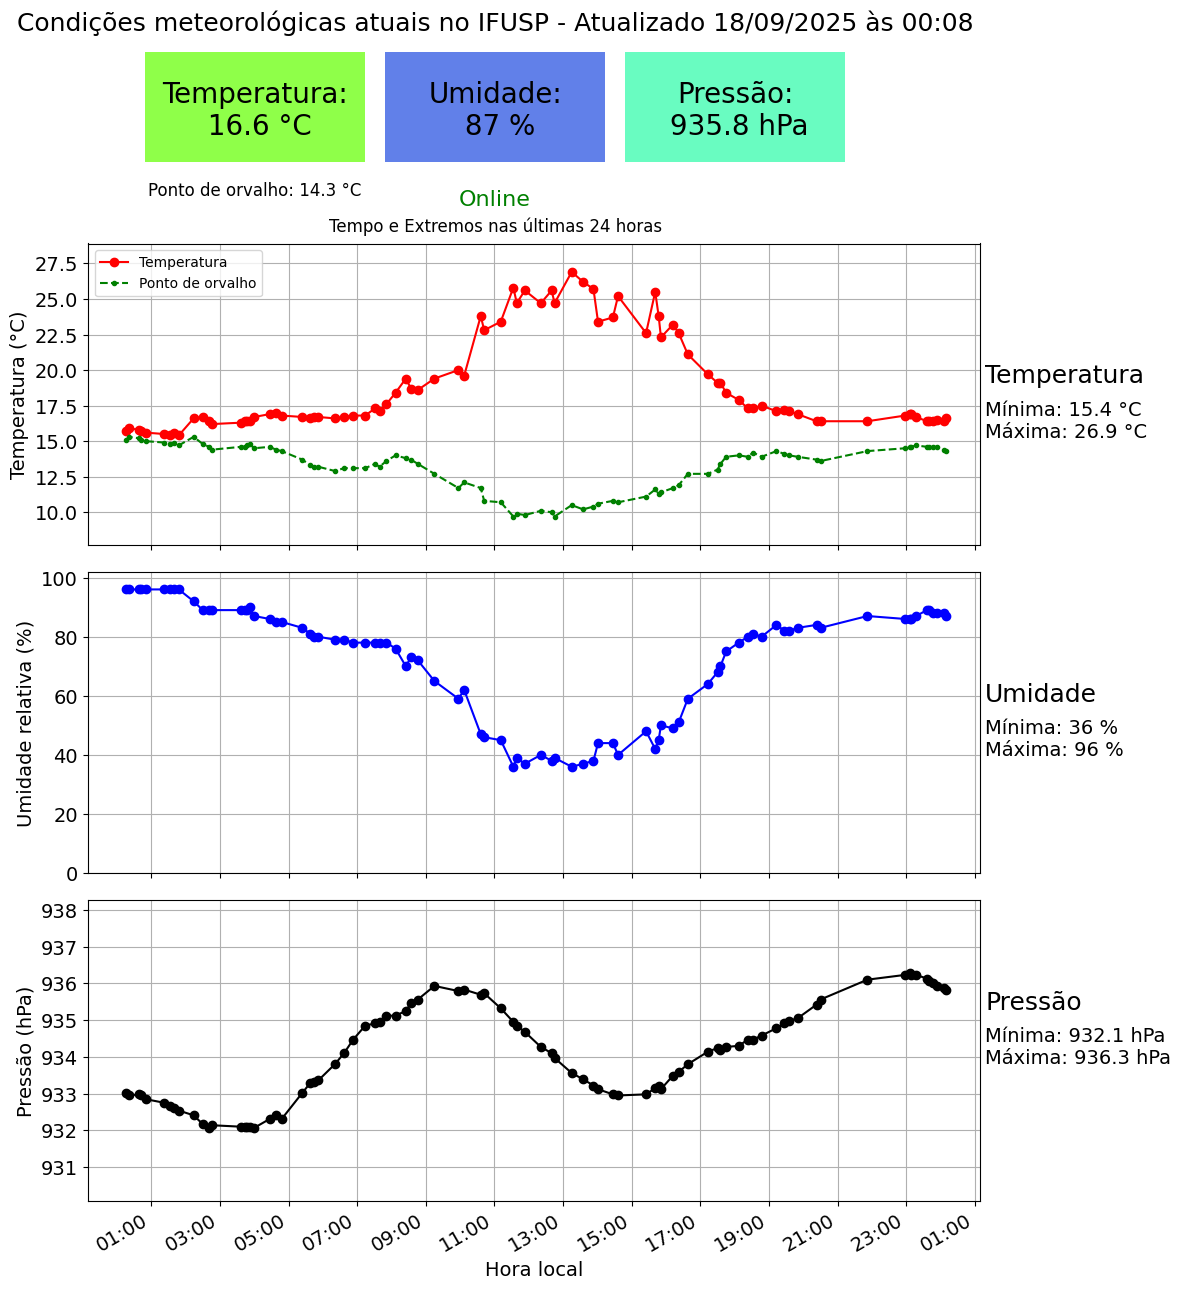 Condições meteorológicas atuais no IFUSP - Atualizado 18/09/2025 às 00:08
Temperatura:
16.6 °C
Umidade:
87 %
Pressão:
935.8 hPa
Ponto de orvalho: 14.3 °C
Online
Tempo e Extremos nas últimas 24 horas
Temperatura
Ponto de orvalho
Temperatura (°C)
27.5
25.0
22.5
20.0
17.5
15.0
12.5
10.0
Temperatura
Mínima: 15.4 °C
Máxima: 26.9 °C
Umidade relativa (%)
100
80
60
40
20
0
Umidade
Mínima: 36 %
Máxima: 96 %
Pressão (hPa)
938
937
936
935
934
933
932
931
Pressão
Mínima: 932.1 hPa
Máxima: 936.3 hPa
01:00 03:00 05:00 07:00 09:00 11:00 13:00 15:00 17:00 19:00 21:00 23:00 01:00
Hora local